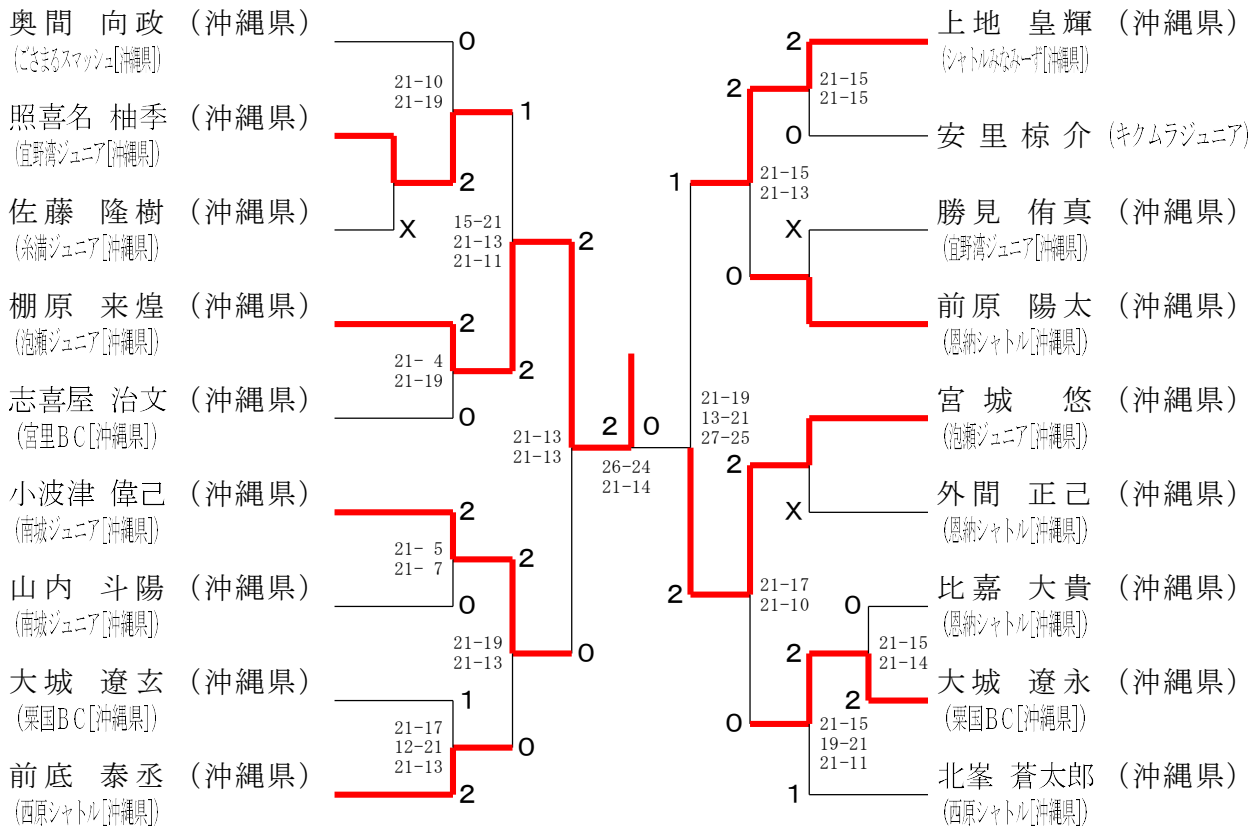 奥間 向政 (沖縄県)
(ごさまるスマッシュ[沖縄県])
0
21-10
21-19
1
照喜名 柚季 (沖縄県)
(宜野湾ジュニア[沖縄県])
2
佐藤 隆樹 (沖縄県)
(糸満ジュニア[沖縄県])
X
15-21
21-13
21-11
2
棚原 来煌 (沖縄県)
(泡瀬ジュニア[沖縄県])
2
21- 4
21-19
2
志喜屋 治文 (沖縄県)
(宮里BC[沖縄県])
0
21-13
21-13
小波津 偉己 (沖縄県)
(南城ジュニア[沖縄県])
2
21- 5
21- 7
2
山内 斗陽 (沖縄県)
(南城ジュニア[沖縄県])
0
21-19
21-13
0
大城 遼玄 (沖縄県)
(粟国BC[沖縄県])
1
21-17
12-21
21-13
0
前底 泰丞 (沖縄県)
(西原シャトル[沖縄県])
2
2 0
26-24
21-14
上地 皇輝 (沖縄県)
(シャトルみなみーず[沖縄県])
2
21-15
21-15
2
安里椋介 (キクムラジュニア)
0
21-15
21-13
1
勝見 侑真 (沖縄県)
(宜野湾ジュニア[沖縄県])
X
0
前原 陽太 (沖縄県)
(恩納シャトル[沖縄県])
21-19
13-21
27-25
宮城 悠 (沖縄県)
(泡瀬ジュニア[沖縄県])
2
外間 正己 (沖縄県)
(恩納シャトル[沖縄県])
X
21-17
21-10
2
比嘉 大貴 (沖縄県)
(恩納シャトル[沖縄県])
0
21-15
21-14
2
大城 遼永 (沖縄県)
(粟国BC[沖縄県])
2
0
21-15
19-21
21-11
北峯 蒼太郎 (沖縄県)
(西原シャトル[沖縄県])
1